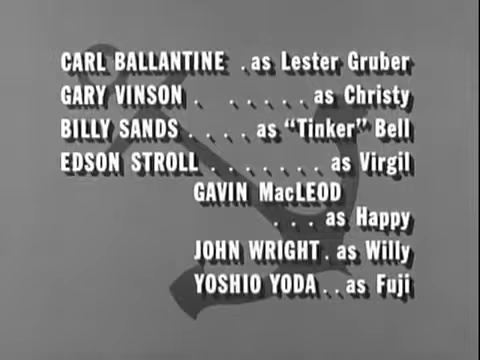 CARL BALLANTINE . as Lester Gruber
GARY VINSON . . . . . . as Christy
BILLY SANDS . . . . as "Tinker" Bell
EDSON STROLL . . . . . . . as Virgil
GAVIN MacLEOD
. . . as Happy
JOHN WRIGHT . as Willy
YOSHIO YODA . . as Fuji